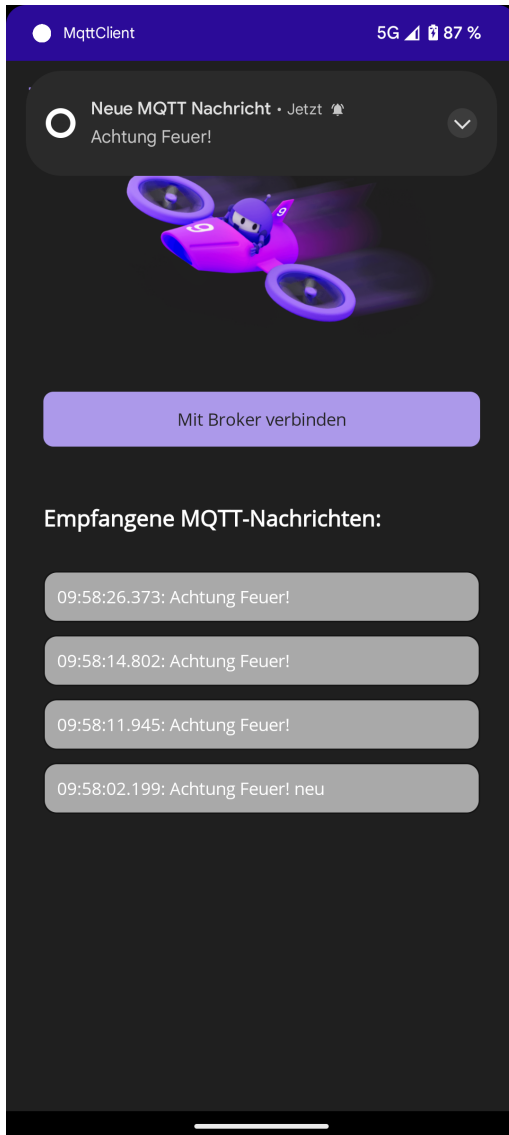 MqttClient 5G 87 %
Neue MQTT Nachricht • Jetzt
Achtung Feuer!
9 9
Mit Broker verbinden
Empfangene MQTT-Nachrichten:
09:58:26.373: Achtung Feuer!
09:58:14.802: Achtung Feuer!
09:58:11.945: Achtung Feuer!
09:58:02.199: Achtung Feuer! neu